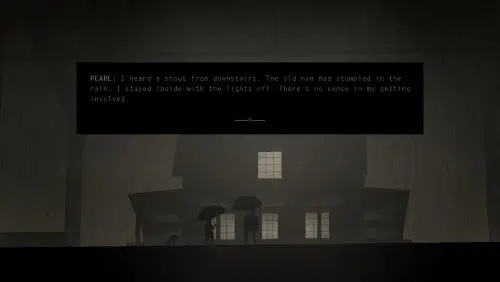 PEARL: I heard a shout from downstairs. The old man had stumbled in the
rain. I stayed inside with the lights off. There's no sense in my getting
involved.